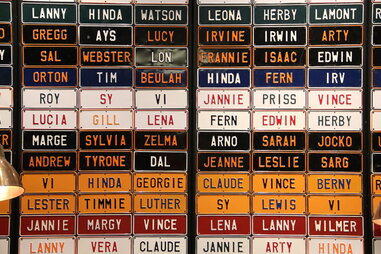 LANNY HINDA WATSON LEONA HERBY LAMONT
GREGG AYS LUCY IRVINE IRWIN ARTY
SAL WEBSTER LON FRANNIE ISAAC EDWIN
ORTON TIM BEULAH HINDA FERN IRV
ROY SY VI JANNIE PRISS VINCE
LUCIA GILL LENA FERN EDWIN HERBY
MARGE SYLVIA ZELMA ARNO SARAH JOCKO
ANDREW TYRONE DAL JEANNE LESLIE SARG
VI HINDA GEORGIE CLAUDE VINCE BERNY
LESTER TIMMIE LUTHER SY LEWIS VI
JANNIE MARGY VINCE LENA LANNY WILMER
LANNY VERA CLAUDE JANNIE ARTY HINDA